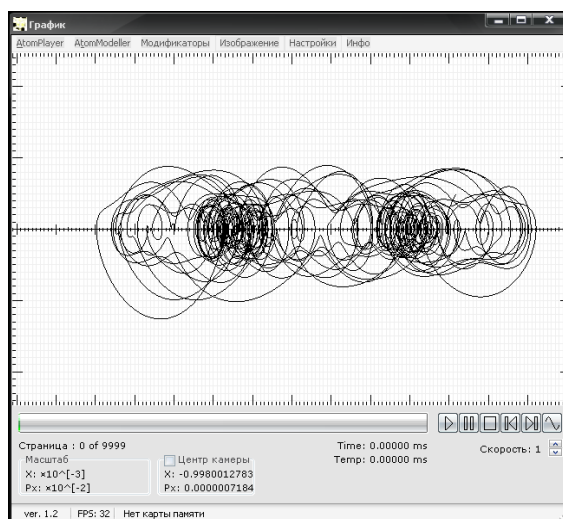 График
AtomPlayer AtomModeller Модификаторы Изображение Настройки Инфо
Страница : 0 of 9999
Time: 0.00000 ms
Temp: 0.00000 ms
Скорость: 1
Масштаб
X: ×10^[-3]
Px: ×10^[-2]
Центр камеры
X: -0.9980012783
Px: 0.0000007184
ver. 1.2 FPS: 32 Нет карты памяти